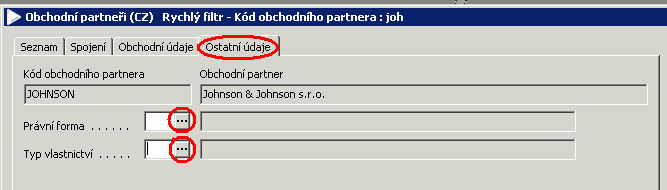 Obchodní partneři (CZ) Rychlý filtr - Kód obchodního partnera : joh
Seznam Spojení Obchodní údaje Ostatní údaje
Kód obchodního partnera Obchodní partner
JOHNSON Johnson & Johnson s.r.o.
Právní forma . . . . . . ...
Typ vlastnictví . . . . . ...